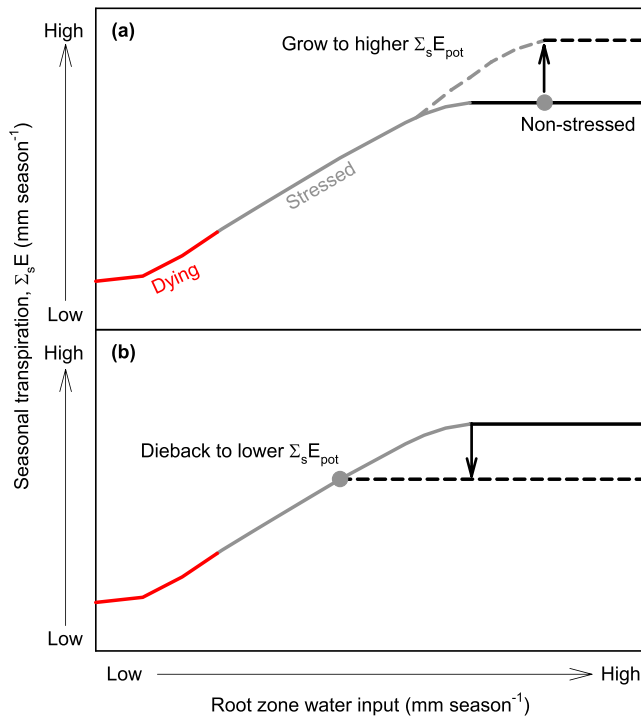 High
(a)
Grow to higher ΣsEpot
Non-stressed
Stressed
Dying
Low
Seasonal transpiration, ΣsE (mm season-1)
High
(b)
Dieback to lower ΣsEpot
Low
Low
High
Root zone water input (mm season-1)